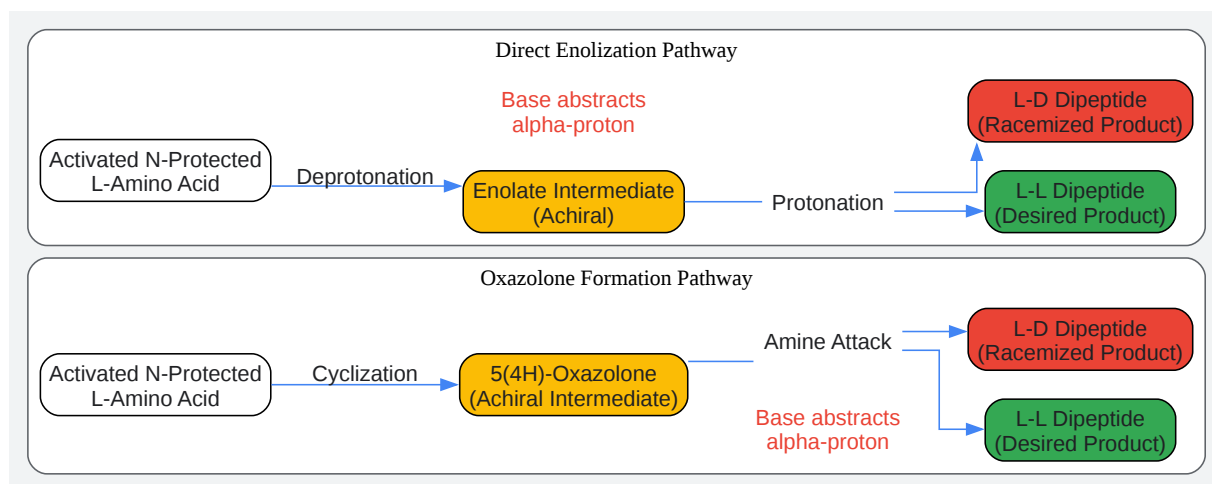 Direct Enolization Pathway
Base abstracts
alpha-proton
L-D Dipeptide
(Racemized Product)
Activated N-Protected
L-Amino Acid
Deprotonation
Enolate Intermediate
(Achiral)
Protonation
L-L Dipeptide
(Desired Product)
Oxazolone Formation Pathway
L-D Dipeptide
(Racemized Product)
Amine Attack
Activated N-Protected
L-Amino Acid
Cyclization
5(4H)-Oxazolone
(Achiral Intermediate)
Base abstracts
alpha-proton
L-L Dipeptide
(Desired Product)